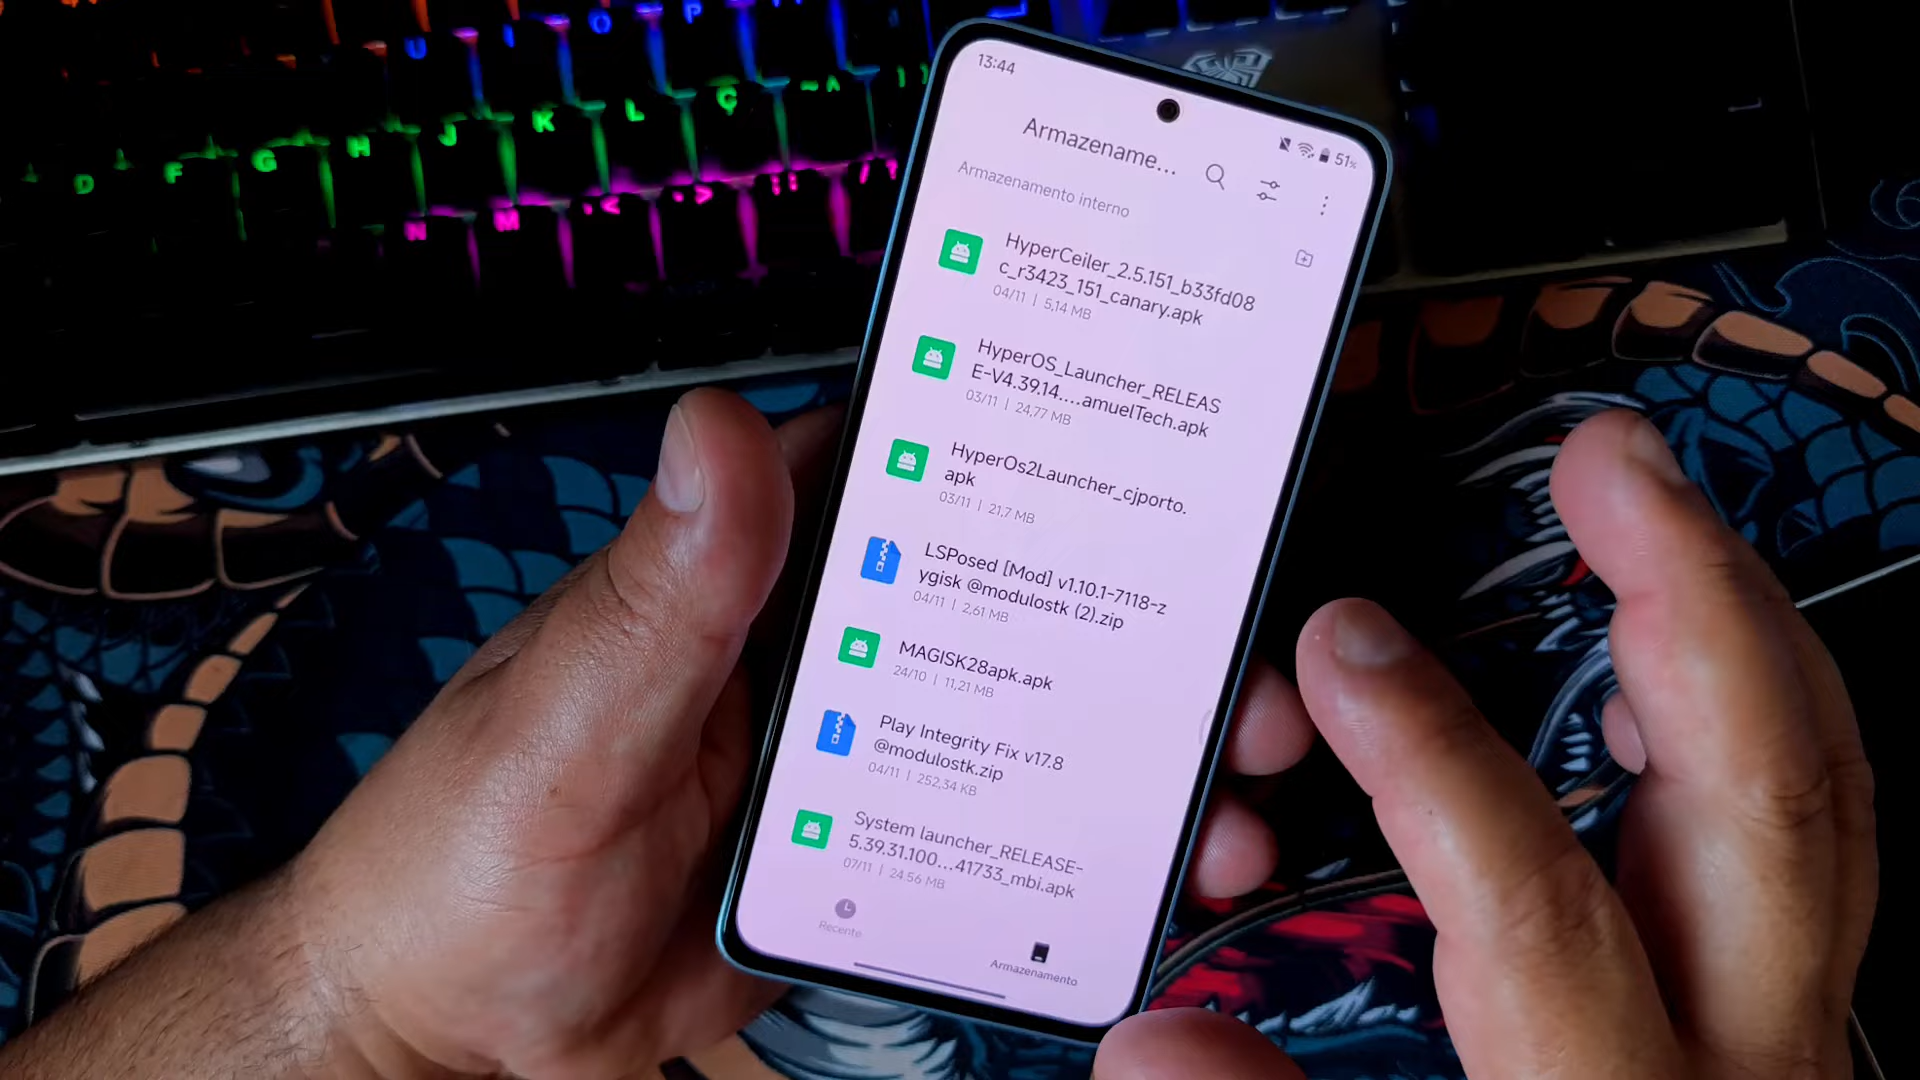 13:44
51%
Armazename...
Armazenamento interno
HyperCeiler_2.5.151_b33fd08
c_r3423_151_canary.apk
04/11 | 5,14 MB
HyperOS_Launcher_RELEAS
E-V4.39.14....amuelTech.apk
03/11 | 24,77 MB
HyperOs2Launcher_cjporto.
apk
03/11 | 21,7 MB
LSPosed [Mod] v1.10.1-7118-z
ygisk @modulostk (2).zip
04/11 | 2,61 MB
MAGISK28apk.apk
24/10 | 11,21 MB
Play Integrity Fix v17.8
@modulostk.zip
04/11 | 252,34 KB
System launcher_RELEASE-
5.39.31.100...41733_mbi.apk
07/11 | 24.56 MB
Recente
Armazenamento
U I O P
D F G H J K L Ç ~ ^
N M , < . > : ; / ?